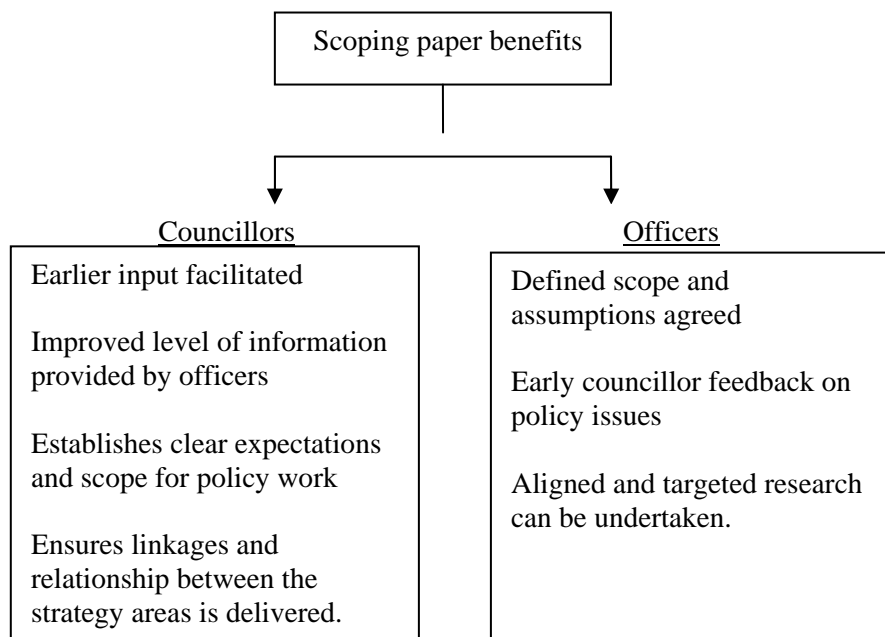 Scoping paper benefits
Councillors
Earlier input facilitated
Improved level of information
provided by officers
Establishes clear expectations
and scope for policy work
Ensures linkages and
relationship between the
strategy areas is delivered.
Officers
Defined scope and
assumptions agreed
Early councillor feedback on
policy issues
Aligned and targeted research
can be undertaken.